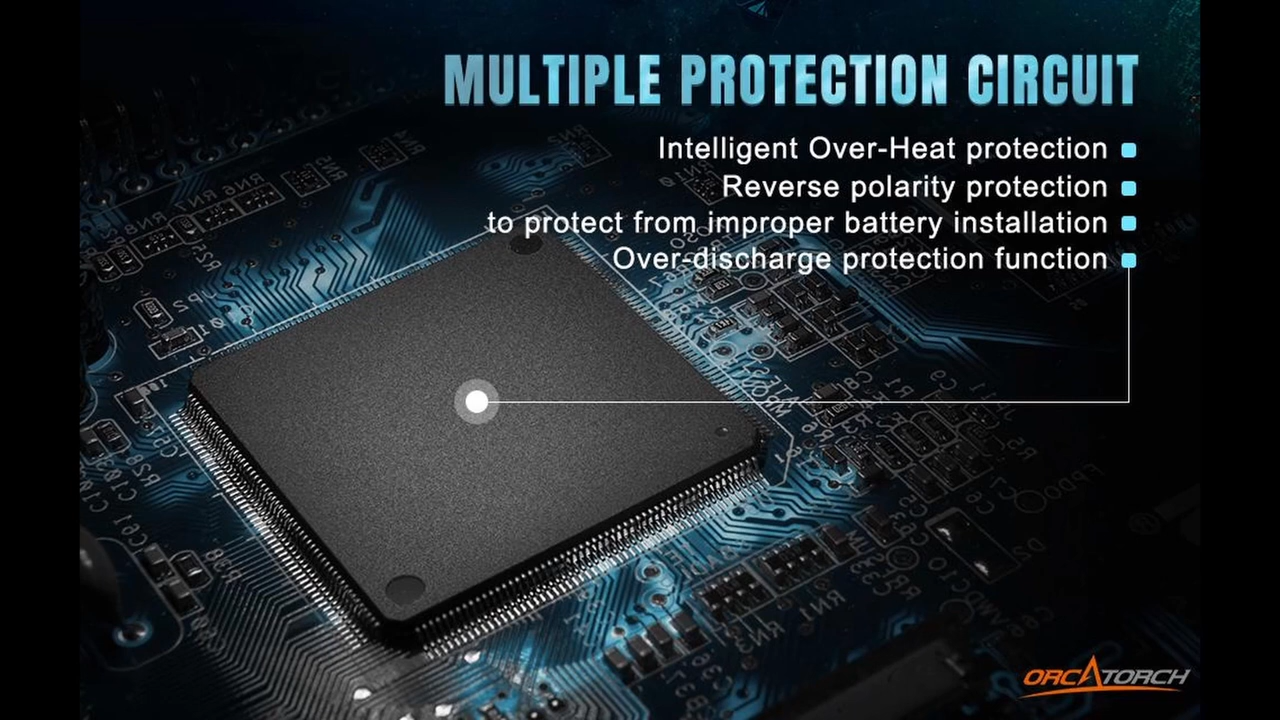 MULTIPLE PROTECTION CIRCUIT
Intelligent Over-Heat protection
Reverse polarity protection
to protect from improper battery installation
Over-discharge protection function
ORCATORCH